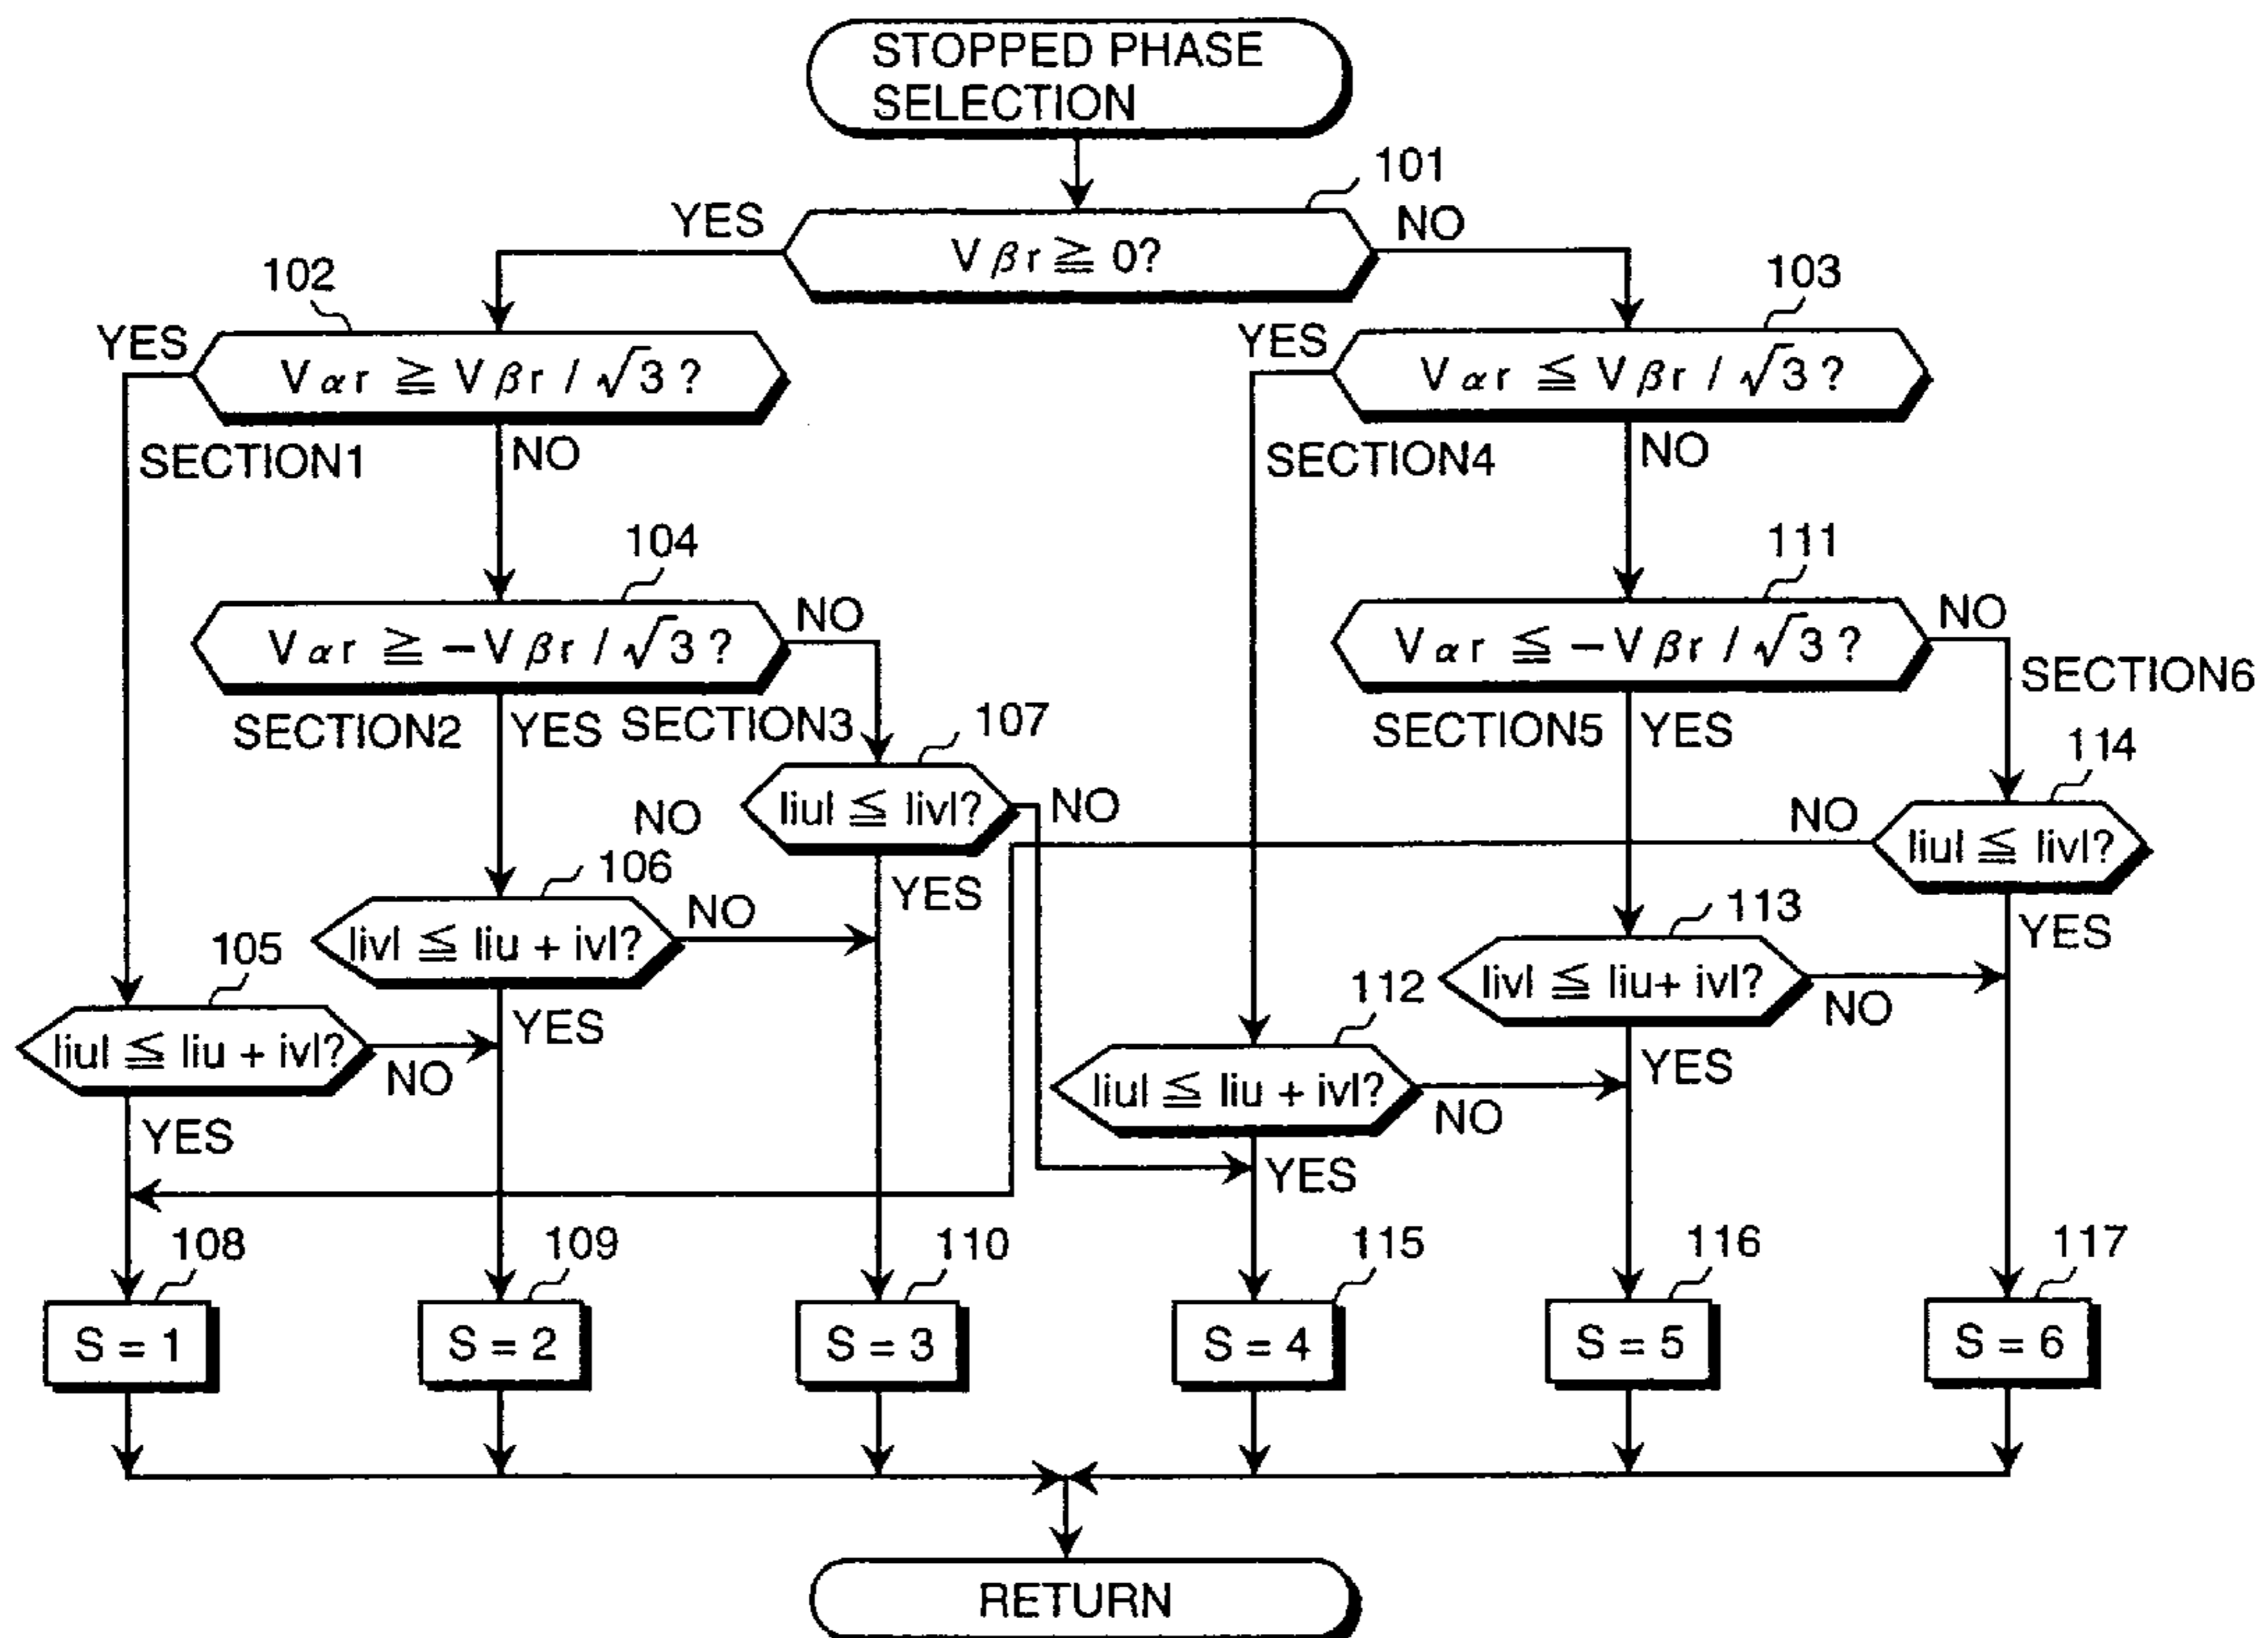 STOPPED PHASE
SELECTION
101
YES
NO
Vβr ≧ 0?
102
103
YES
YES
Vαr ≧ Vβr / √3 ?
Vαr ≦ Vβr / √3 ?
SECTION1
NO
SECTION4
NO
104
111
NO
NO
Vαr ≧ −Vβr / √3 ?
Vαr ≦ −Vβr / √3 ?
SECTION6
SECTION2
YES
SECTION3
107
SECTION5
YES
114
|iu| ≦ |iv|?
NO
NO
NO
|iu| ≦ |iv|?
106
YES
NO
113
YES
|iv| ≦ |iu + iv|?
105
112
|iv| ≦ |iu+ iv|?
YES
NO
|iu| ≦ |iu + iv|?
NO
YES
|iu| ≦ |iu + iv|?
NO
YES
YES
108
109
110
115
116
117
S = 1
S = 2
S = 3
S = 4
S = 5
S = 6
RETURN